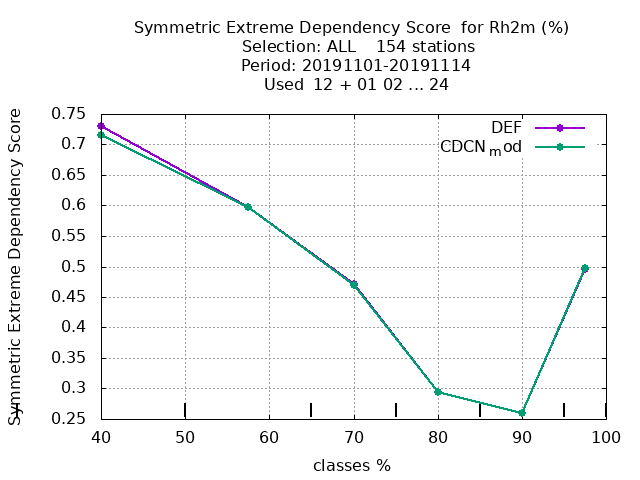 Symmetric Extreme Dependency Score for Rh2m (%)
Selection: ALL 154 stations
Period: 20191101-20191114
Used 12 + 01 02 ... 24
Symmetric Extreme Dependency Score
0.75
0.7
0.65
0.6
0.55
0.5
0.45
0.4
0.35
0.3
0.25
DEF
CDCN_mod
40 50 60 70 80 90 100
classes %